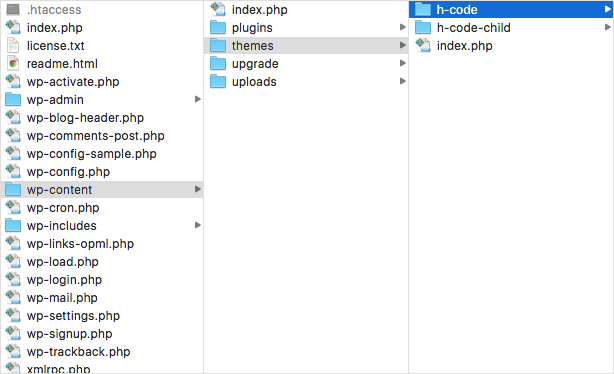 .htaccess
index.php
license.txt
readme.html
wp-activate.php
wp-admin
wp-blog-header.php
wp-comments-post.php
wp-config-sample.php
wp-config.php
wp-content
wp-cron.php
wp-includes
wp-links-opml.php
wp-load.php
wp-login.php
wp-mail.php
wp-settings.php
wp-signup.php
wp-trackback.php
xmlrpc.php
index.php
plugins
themes
upgrade
uploads
h-code
h-code-child
index.php